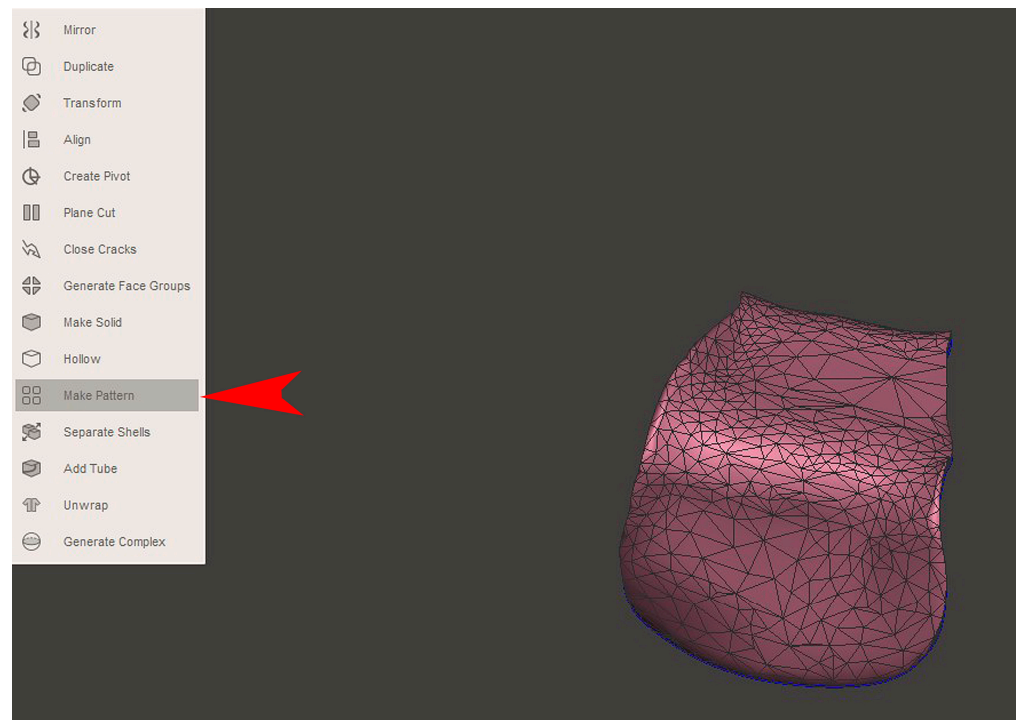 Mirror
Duplicate
Transform
Align
Create Pivot
Plane Cut
Close Cracks
Generate Face Groups
Make Solid
Hollow
Make Pattern
Separate Shells
Add Tube
Unwrap
Generate Complex